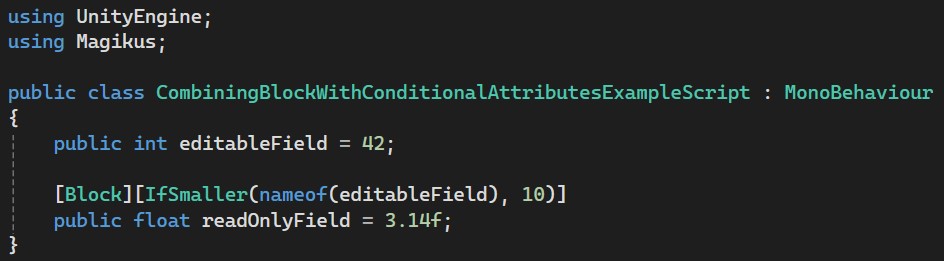 using UnityEngine;
using Magikus;
public class CombiningBlockWithConditionalAttributesExampleScript : MonoBehaviour
{
public int editableField = 42;
[Block][IfSmaller(nameof(editableField), 10)]
public float readOnlyField = 3.14f;
}